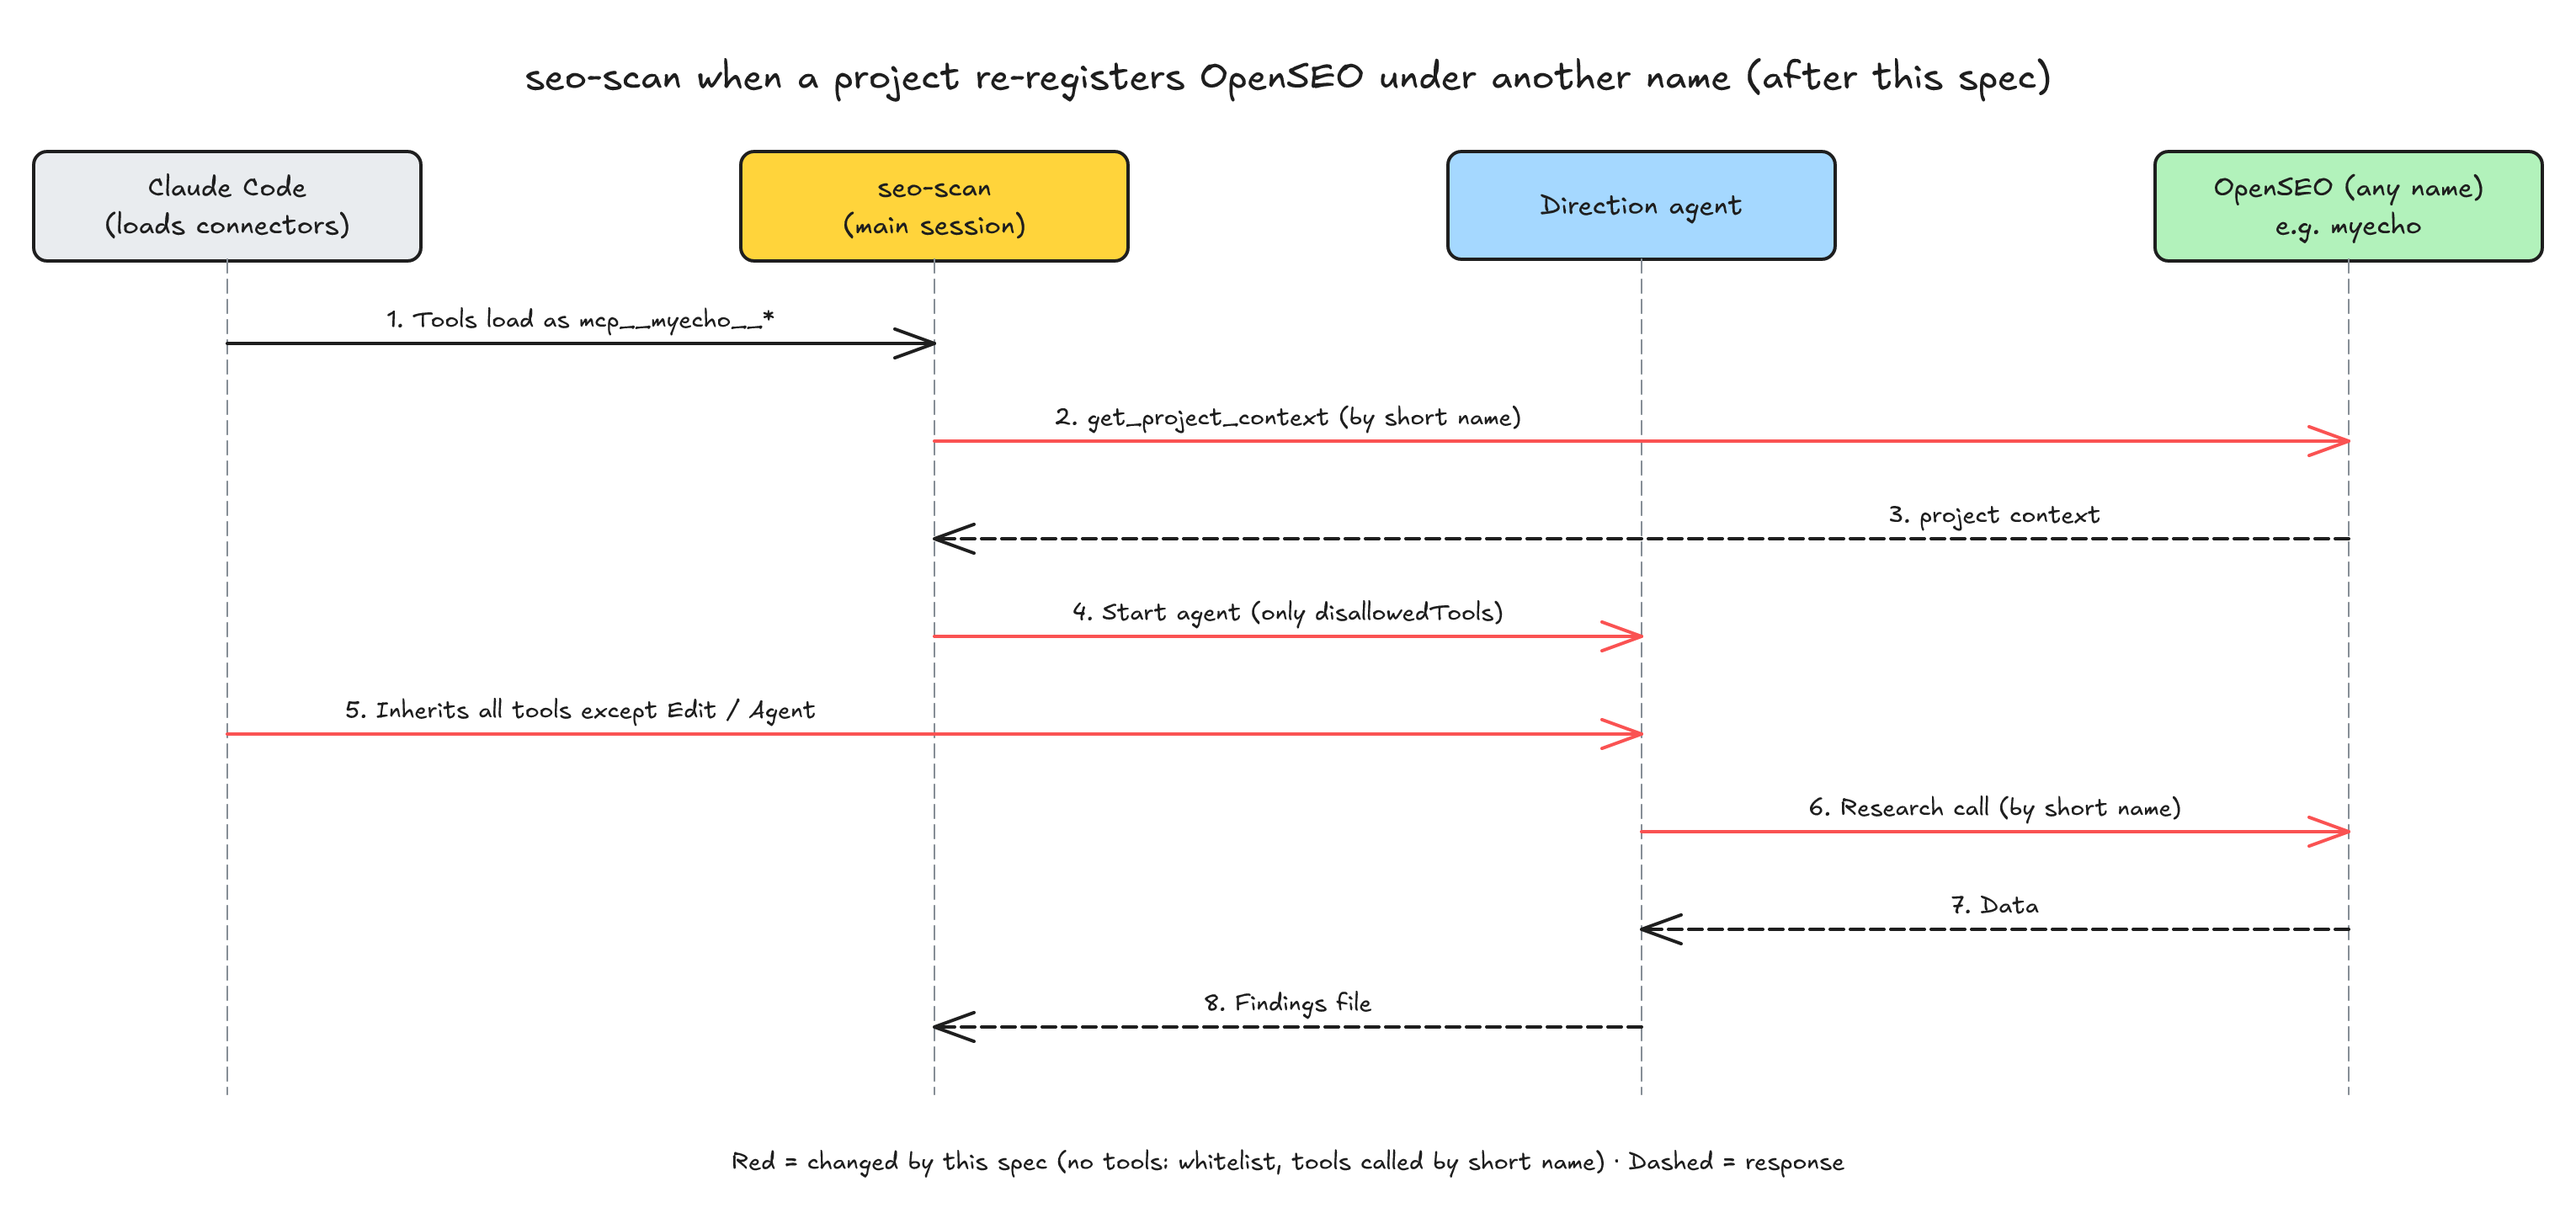 seo-scan when a project re-registers OpenSEO under another name (after this spec)
Claude Code
(loads connectors)
seo-scan
(main session)
Direction agent
OpenSEO (any name)
e.g. myecho
1. Tools load as mcp__myecho__*
2. get_project_context (by short name)
3. project context
4. Start agent (only disallowedTools)
5. Inherits all tools except Edit / Agent
6. Research call (by short name)
7. Data
8. Findings file
Red = changed by this spec (no tools: whitelist, tools called by short name) · Dashed = response